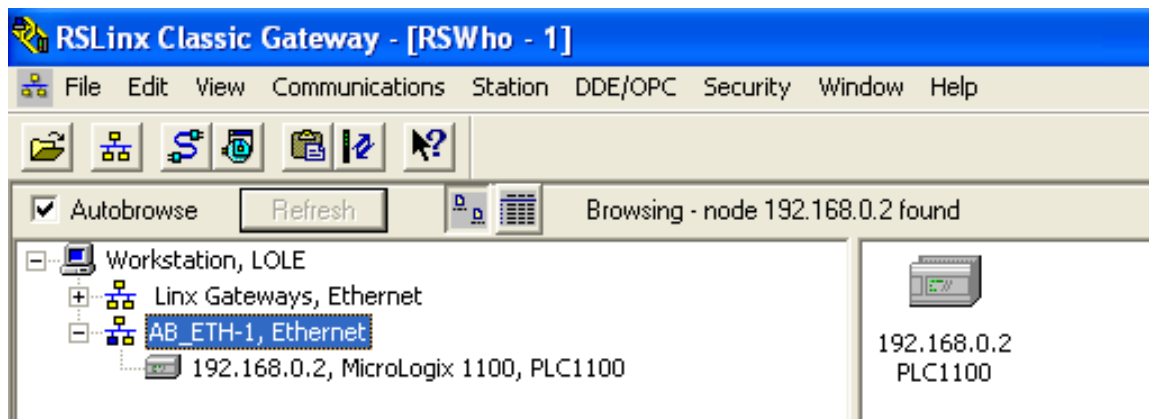 RSLinx Classic Gateway - [RSWho - 1]
File Edit View Communications Station DDE/OPC Security Window Help
Autobrowse Refresh Browsing - node 192.168.0.2 found
Workstation, LOLE
Linx Gateways, Ethernet
AB_ETH-1, Ethernet
192.168.0.2, MicroLogix 1100, PLC1100
192.168.0.2
PLC1100